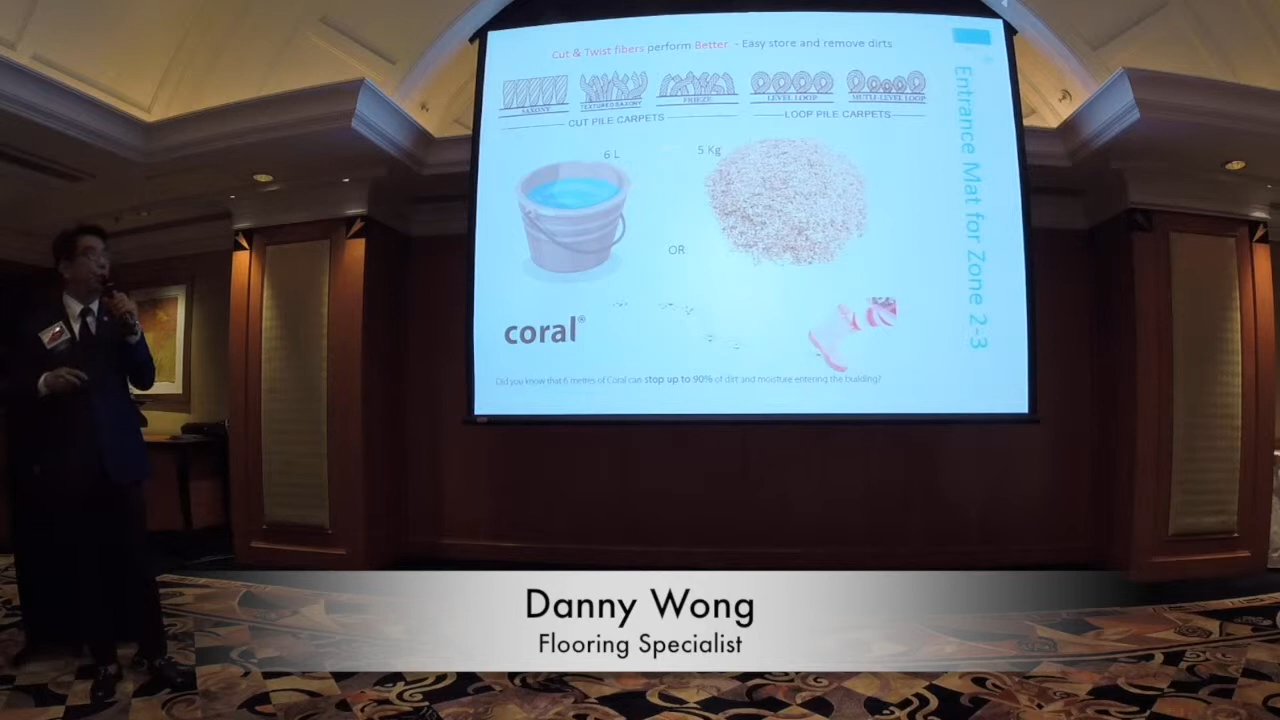 Cut & Twist fibers perform Better - Easy store and remove dirts
SAXONY
TEXTURED SAXONY
FRIEZE
LEVEL LOOP
MUTLI-LEVEL LOOP
CUT PILE CARPETS
LOOP PILE CARPETS
6 L
5 Kg
OR
coral®
Did you know that 6 metres of Coral can stop up to 90% of dirt and moisture entering the building?
Entrance Mat for Zone 2-3
Danny Wong
Flooring Specialist